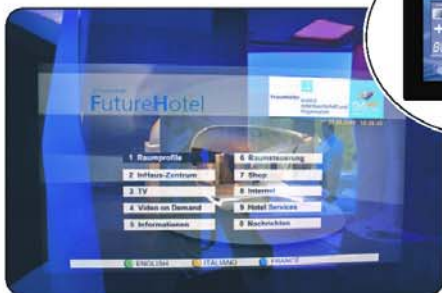 FutureHotel
Fraunhofer
1 Raumprofile
2 InHaus-Zentrum
3 TV
4 Video on Demand
5 Informationen
6 Raumsteuerung
7 Shop
8 Internet
9 Hotel Services
0 Nachrichten
ENGLISH
ITALIANO
FRANCE